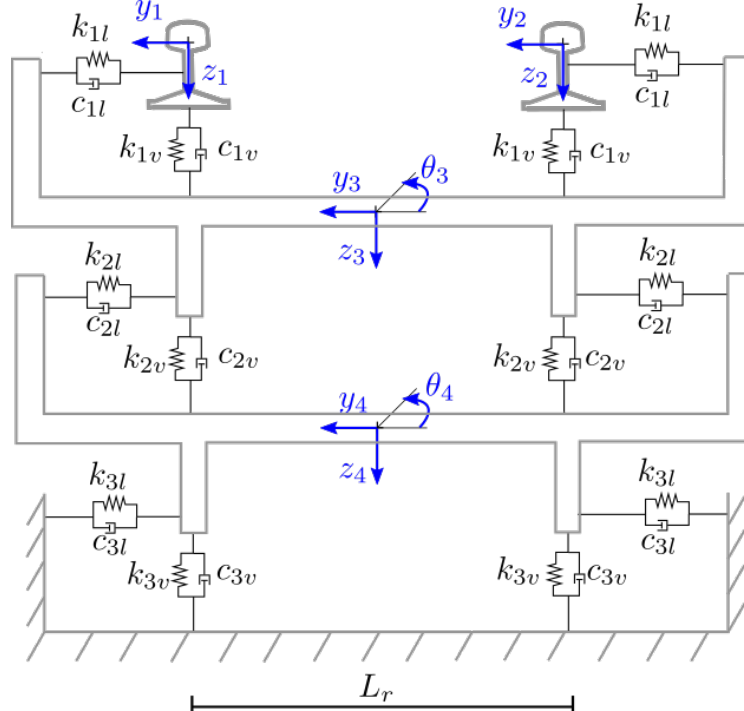 k1l y1 y2 k1l
c1l z1 z2 c1l
k1v c1v k1v c1v
y3 θ3
z3
k2l k2l
c2l c2l
k2v c2v k2v c2v
y4 θ4
z4
k3l k3l
c3l c3l
k3v c3v k3v c3v
Lr